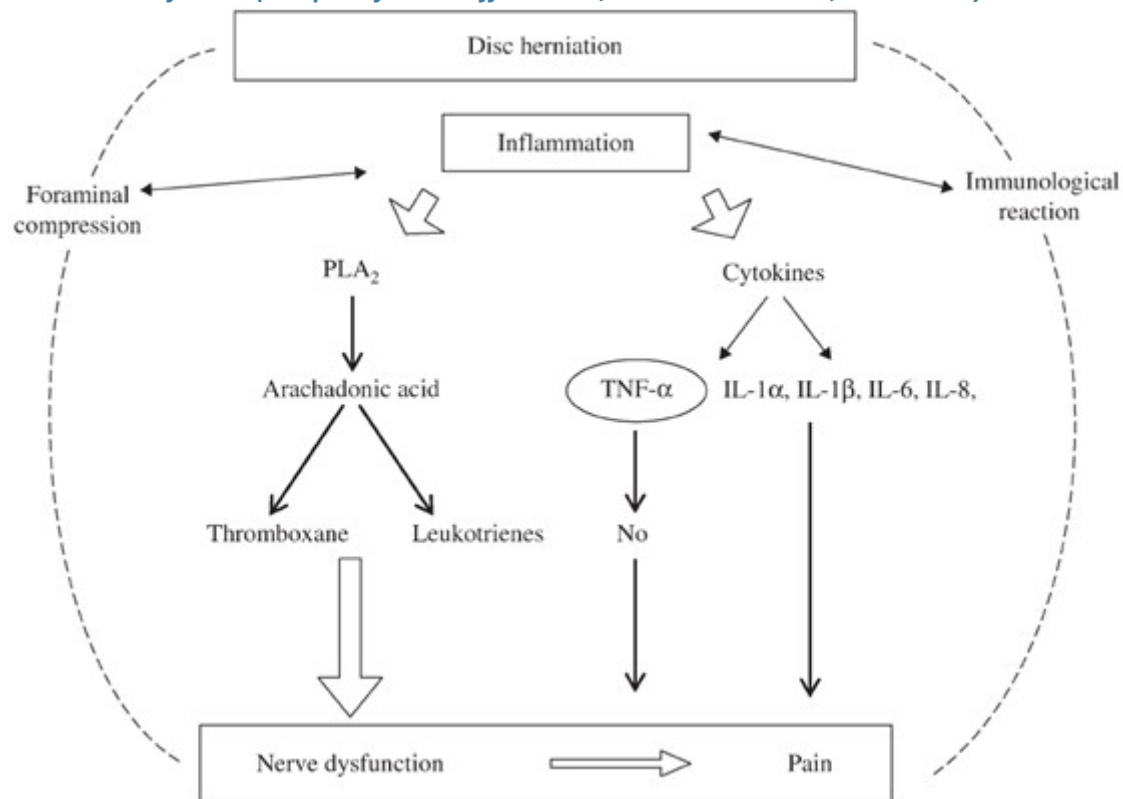 Disc herniation
Inflammation
Foraminal
compression
Immunological
reaction
PLA₂
Cytokines
Arachadonic acid
TNF-α
IL-1α, IL-1β, IL-6, IL-8,
Thromboxane
Leukotrienes
No
Nerve dysfunction
Pain